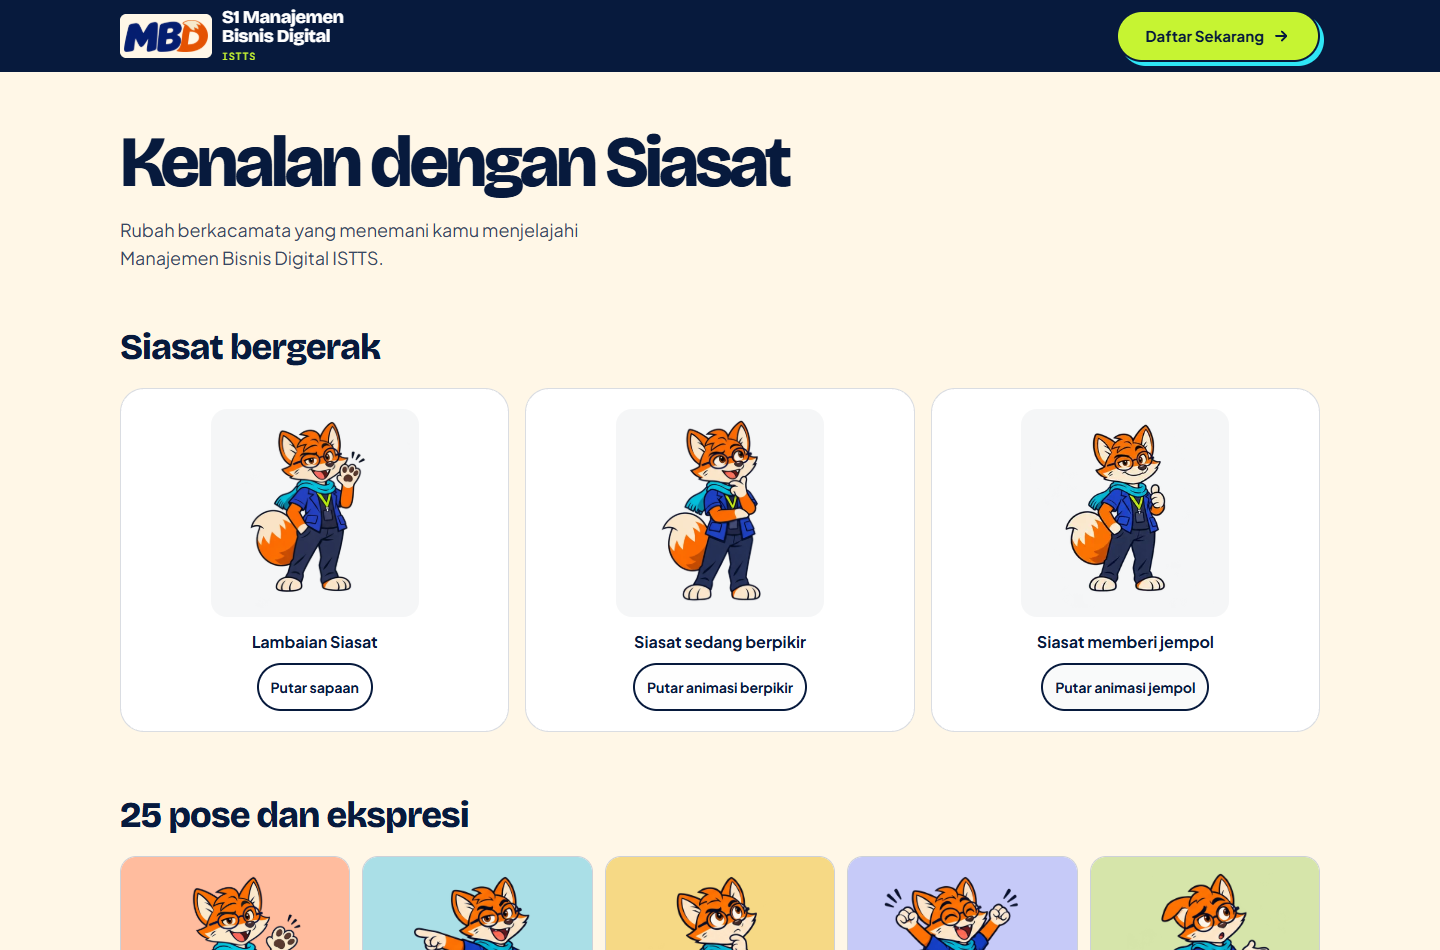 MBD
S1 Manajemen
Bisnis Digital
ISTTS
Daftar Sekarang →
Kenalan dengan Siasat
Rubah berkacamata yang menemani kamu menjelajahi
Manajemen Bisnis Digital ISTTS.
Siasat bergerak
Lambaian Siasat
Putar sapaan
Siasat sedang berpikir
Putar animasi berpikir
Siasat memberi jempol
Putar animasi jempol
25 pose dan ekspresi